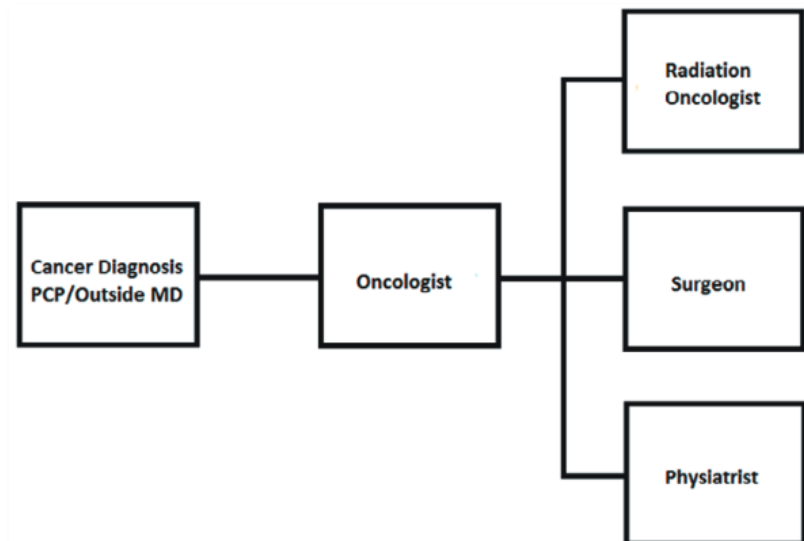 Cancer Diagnosis
PCP/Outside MD
Oncologist
Radiation
Oncologist
Surgeon
Physiatrist